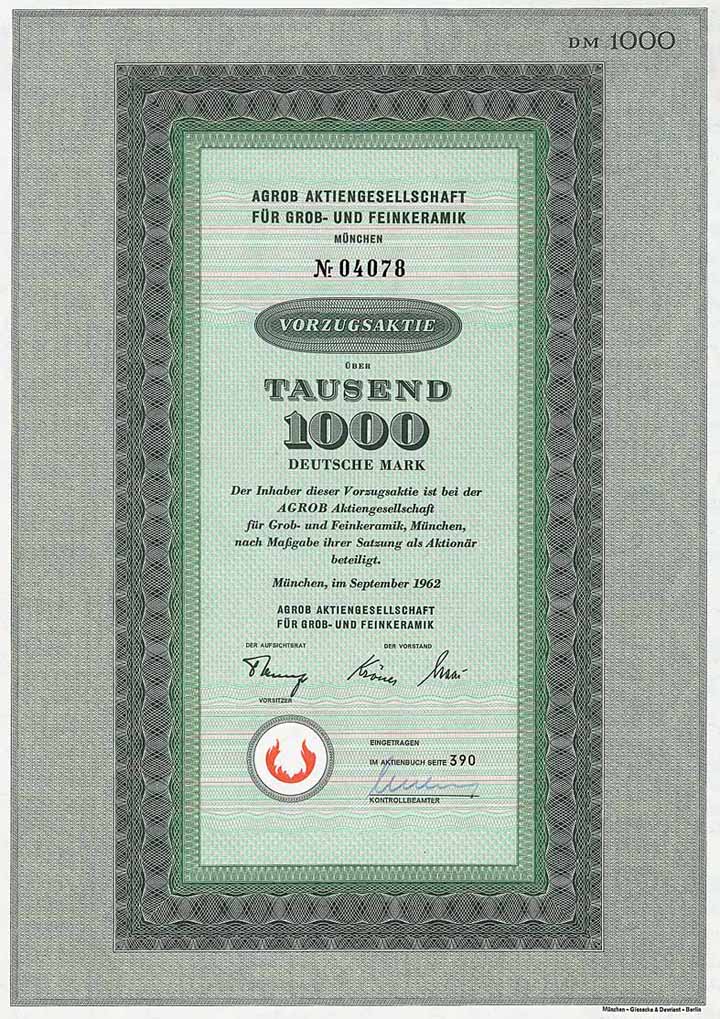 DM 1000
AGROB AKTIENGESELLSCHAFT
FÜR GROB- UND FEINKERAMIK
MÜNCHEN
Nr 04078
VORZUGSAKTIE
ÜBER
TAUSEND
1000
DEUTSCHE MARK
Der Inhaber dieser Vorzugsaktie ist bei der
AGROB Aktiengesellschaft
für Grob- und Feinkeramik, München,
nach Maßgabe ihrer Satzung als Aktionär
beteiligt.
München, im September 1962
AGROB AKTIENGESELLSCHAFT
FÜR GROB- UND FEINKERAMIK
DER AUFSICHTSRAT DER VORSTAND
VORSITZER
EINGETRAGEN
IM AKTIENBUCH SEITE 390
KONTROLLBEAMTER
München • Giesecke & Devrient • Berlin